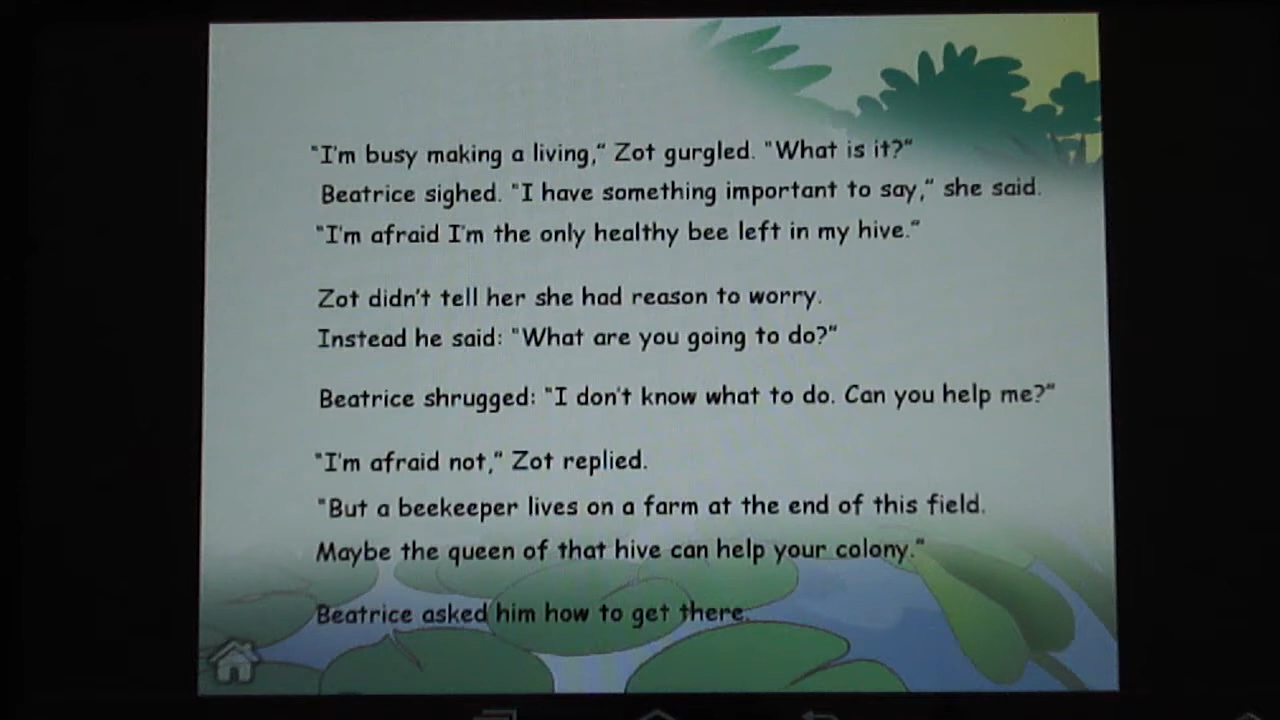 "I'm busy making a living," Zot gurgled. "What is it?"
Beatrice sighed. "I have something important to say," she said.
"I'm afraid I'm the only healthy bee left in my hive."
Zot didn't tell her she had reason to worry.
Instead he said: "What are you going to do?"
Beatrice shrugged: "I don't know what to do. Can you help me?"
"I'm afraid not," Zot replied.
"But a beekeeper lives on a farm at the end of this field.
Maybe the queen of that hive can help your colony."
Beatrice asked him how to get there.